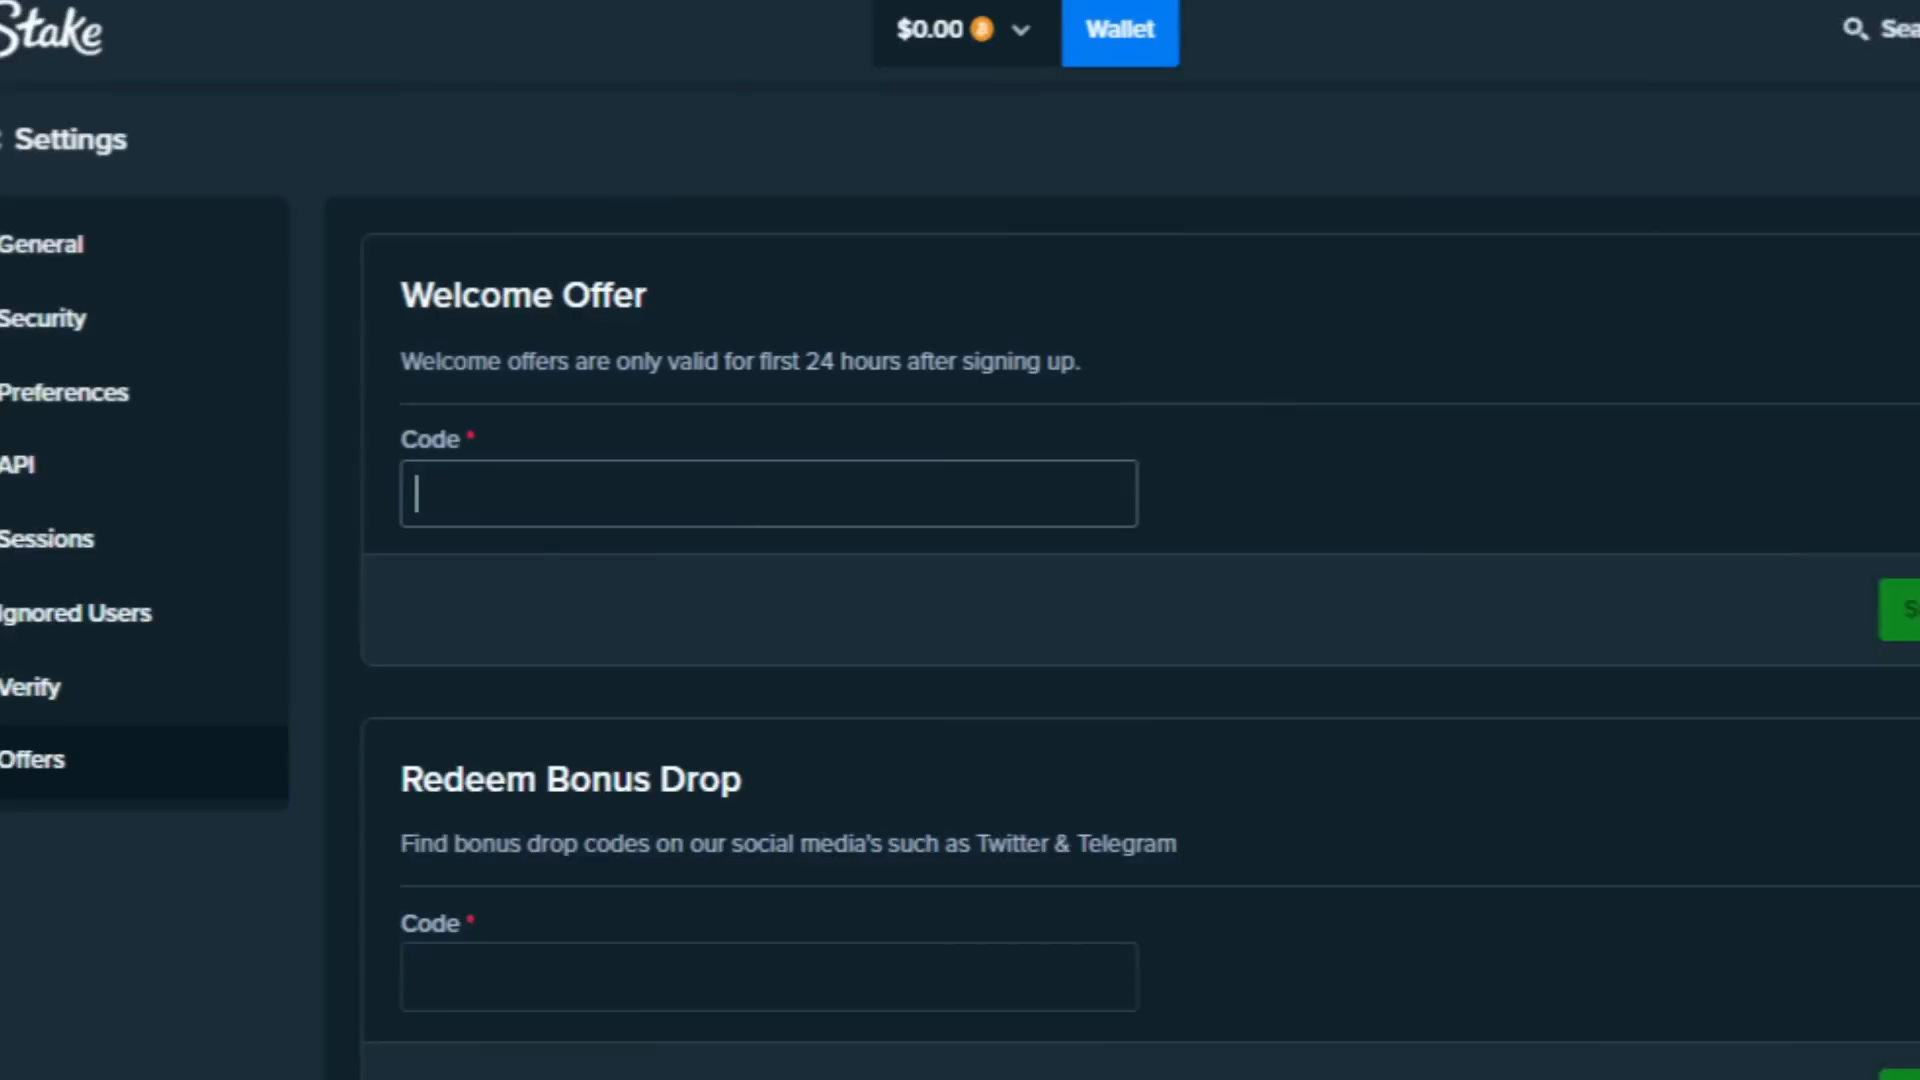 Stake
$0.00
Wallet
Settings
General
Security
Preferences
API
Sessions
Ignored Users
Verify
Offers
Welcome Offer
Welcome offers are only valid for first 24 hours after signing up.
Code *
Redeem Bonus Drop
Find bonus drop codes on our social media's such as Twitter & Telegram
Code *